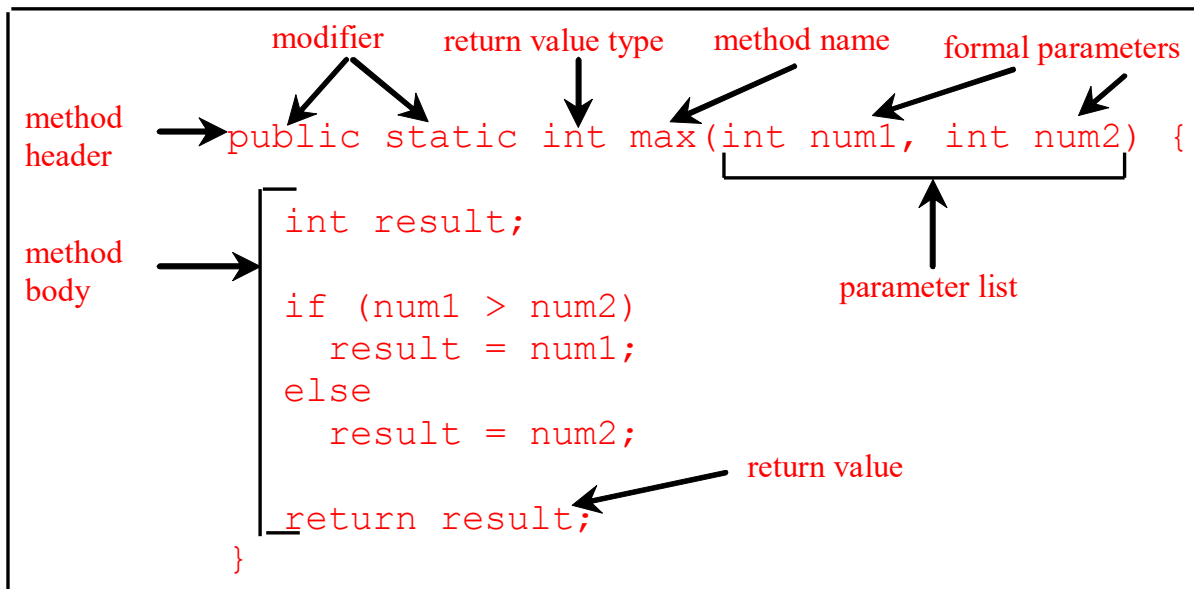 modifier
return value type
method name
formal parameters
method
header
public static int max(int num1, int num2) {
int result;
method
body
parameter list
if (num1 > num2)
result = num1;
else
result = num2;
return value
return result;
}